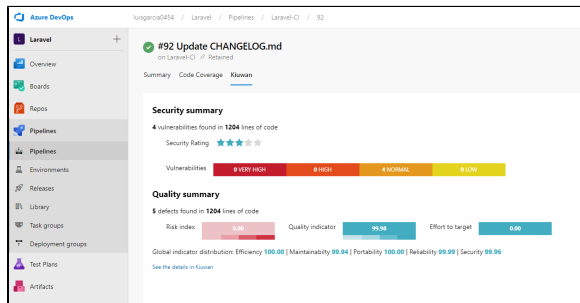 Azure DevOps
luisgarcia0454 / Laravel / Pipelines / Laravel-CI / 92
L Laravel +
Overview
Boards
Repos
Pipelines
Pipelines
Environments
Releases
Library
Task groups
Deployment groups
Test Plans
Artifacts
#92 Update CHANGELOG.md
on Laravel-CI Retained
Summary Code Coverage Kiuwan
Security summary
4 vulnerabilities found in 1204 lines of code
Security Rating
Vulnerabilities 0 VERY HIGH 0 HIGH 4 NORMAL 0 LOW
Quality summary
5 defects found in 1204 lines of code
Risk index 0.00 Quality indicator 99.98 Effort to target 0.00
Global indicator distribution: Efficiency 100.00 | Maintainabilty 99.94 | Portability 100.00 | Reliability 99.99 | Security 99.96
See the details in Kiuwan